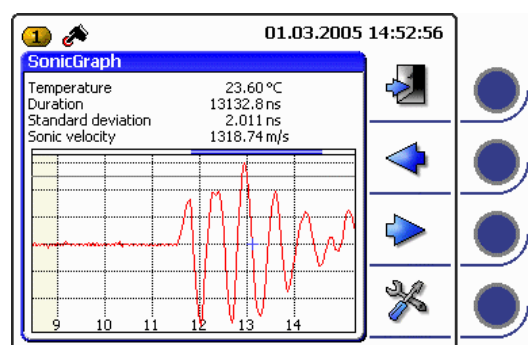 1 01.03.2005 14:52:56
SonicGraph
Temperature 23.60 °C
Duration 13132.8 ns
Standard deviation 2.011 ns
Sonic velocity 1318.74 m/s
9 10 11 12 13 14